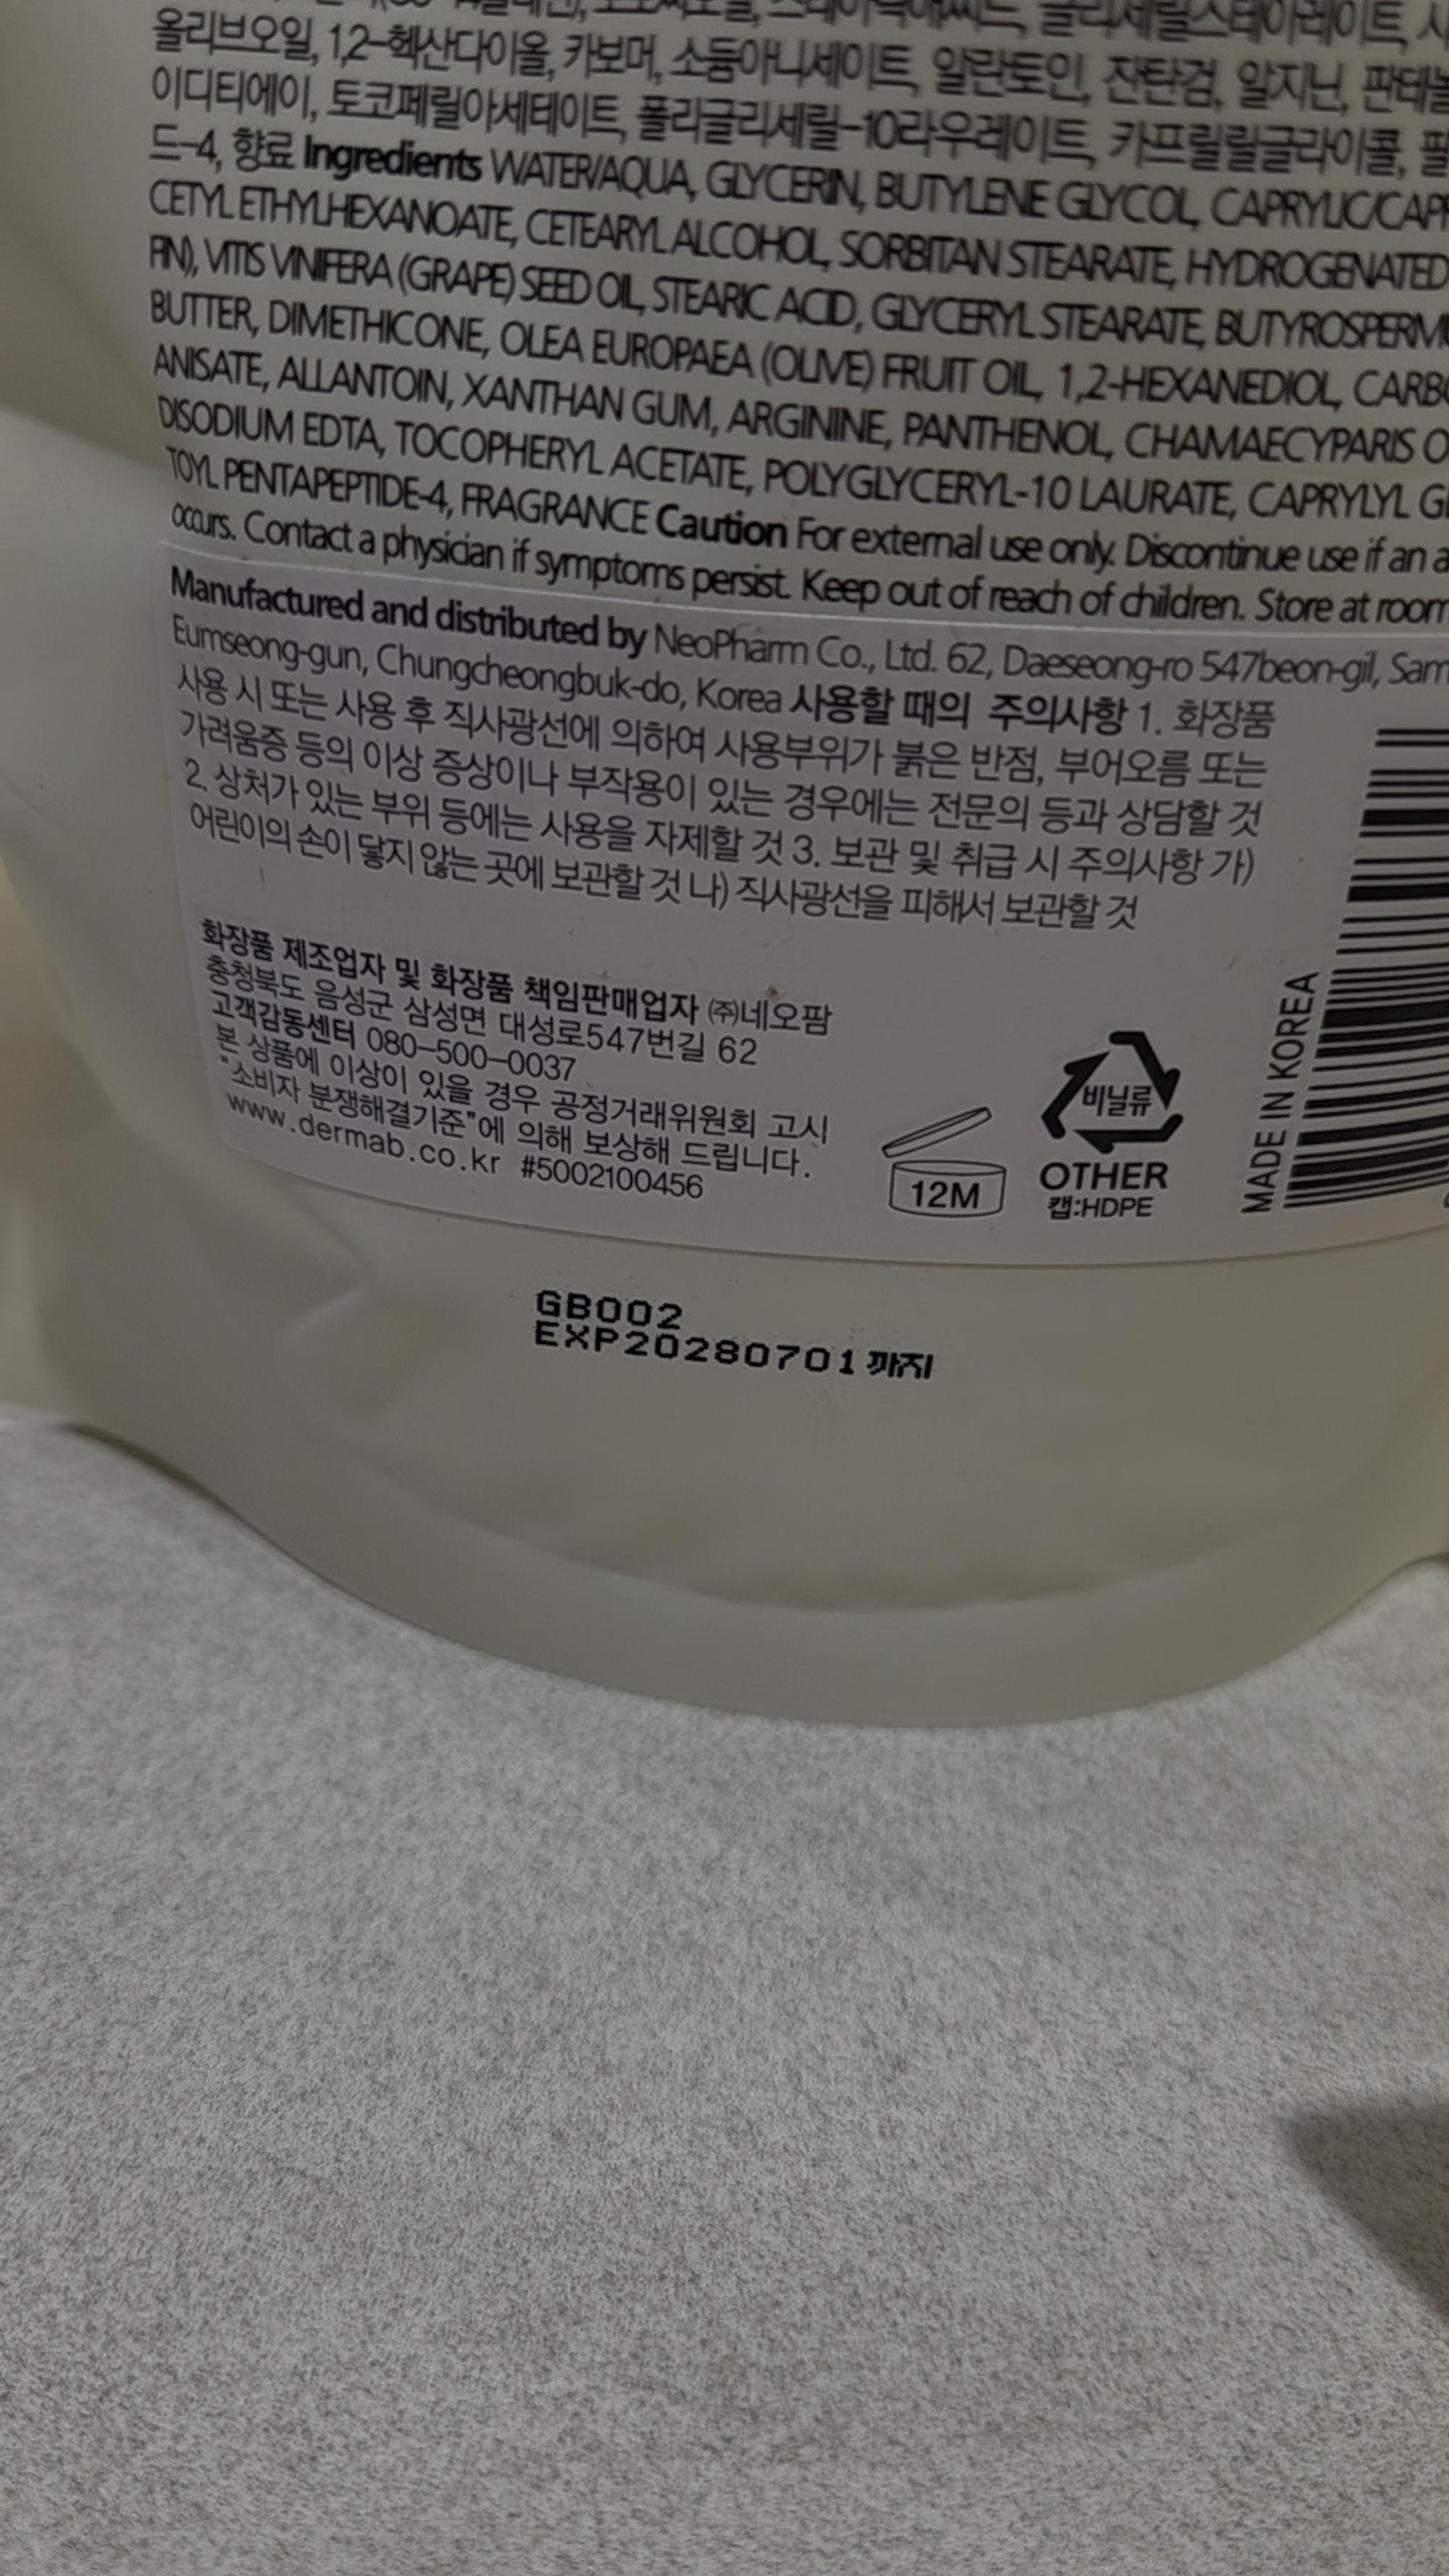 올리브오일, 1,2-헥산다이올, 카보머, 소듐아니세이트, 알란토인, 잔탄검, 알지닌, 판테놀
이디티에이, 토코페릴아세테이트, 폴리글리세릴-10라우레이트, 카프릴릴글라이콜, 팔
드-4, 향료 Ingredients WATER/AQUA, GLYCERIN, BUTYLENE GLYCOL, CAPRYLIC/CAPR
CETYL ETHYLHEXANOATE, CETEARYL ALCOHOL, SORBITAN STEARATE, HYDROGENATED
RIN), VITIS VINIFERA (GRAPE) SEED OIL, STEARIC ACID, GLYCERYL STEARATE, BUTYROSPERM
BUTTER, DIMETHICONE, OLEA EUROPAEA (OLIVE) FRUIT OIL, 1,2-HEXANEDIOL, CARBO
ANISATE, ALLANTOIN, XANTHAN GUM, ARGININE, PANTHENOL, CHAMAECYPARIS O
DISODIUM EDTA, TOCOPHERYL ACETATE, POLYGLYCERYL-10 LAURATE, CAPRYLYL G
TOYL PENTAPEPTIDE-4, FRAGRANCE Caution For external use only. Discontinue use if an a
occurs. Contact a physician if symptoms persist. Keep out of reach of children. Store at room
Manufactured and distributed by NeoPharm Co., Ltd. 62, Daeseong-ro 547beon-gil, Sam
Eumseong-gun, Chungcheongbuk-do, Korea 사용할 때의 주의사항 1. 화장품
사용 시 또는 사용 후 직사광선에 의하여 사용부위가 붉은 반점, 부어오름 또는
가려움증 등의 이상 증상이나 부작용이 있는 경우에는 전문의 등과 상담할 것
2. 상처가 있는 부위 등에는 사용을 자제할 것 3. 보관 및 취급 시 주의사항 가)
어린이의 손이 닿지 않는 곳에 보관할 것 나) 직사광선을 피해서 보관할 것
화장품 제조업자 및 화장품 책임판매업자 ㈜네오팜
충청북도 음성군 삼성면 대성로547번길 62
고객감동센터 080-500-0037
본 상품에 이상이 있을 경우 공정거래위원회 고시
"소비자 분쟁해결기준"에 의해 보상해 드립니다.
www.dermab.co.kr #5002100456
12M
비닐류
OTHER
캡:HDPE
MADE IN KOREA
GB002
EXP20280701까지